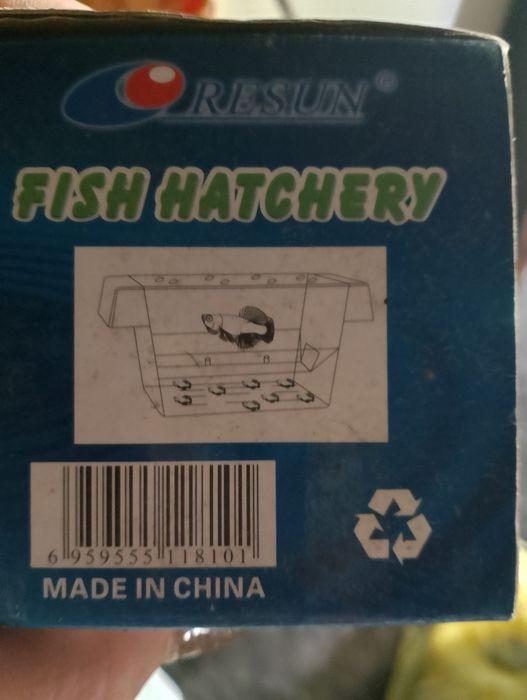 RESUN®
FISH HATCHERY
6 959555 118101
MADE IN CHINA